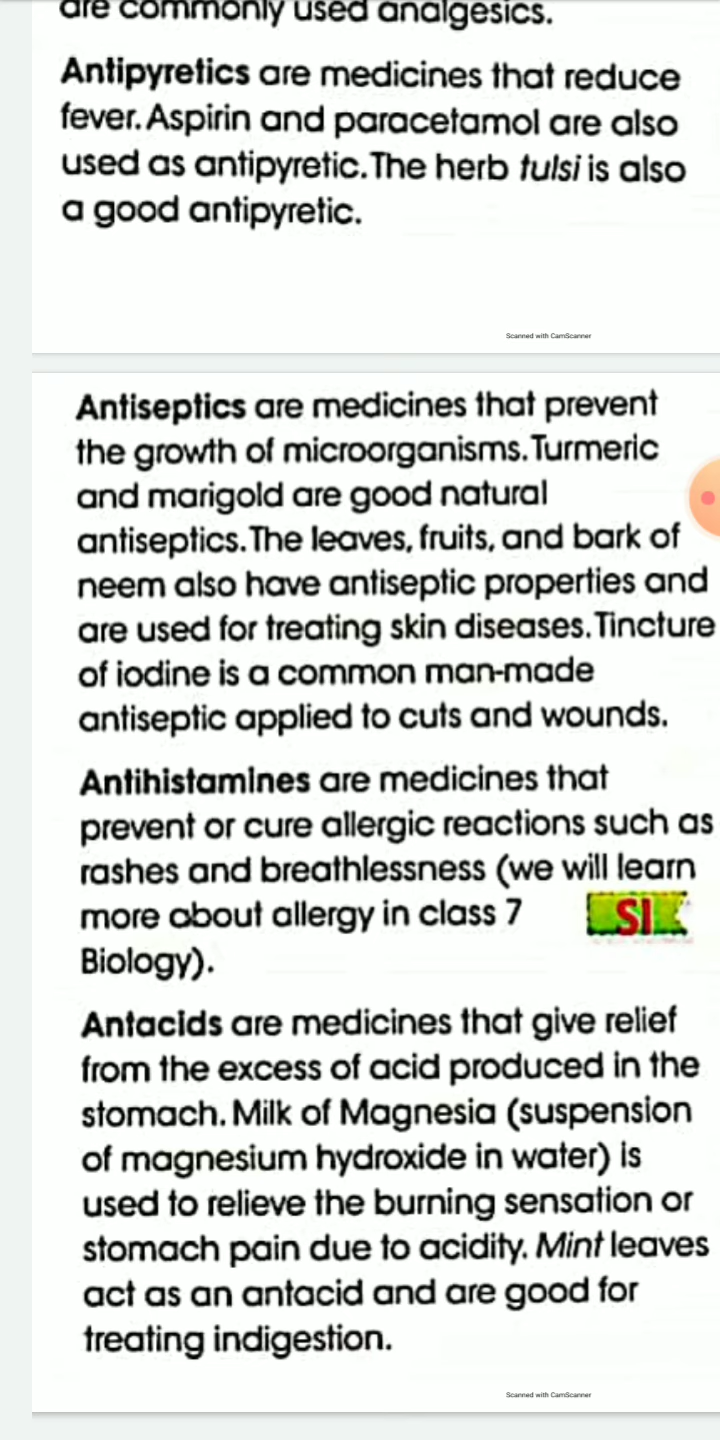 are commonly used analgesics.
Antipyretics are medicines that reduce
fever. Aspirin and paracetamol are also
used as antipyretic. The herb tulsi is also
a good antipyretic.
Scanned with CamScanner
Antiseptics are medicines that prevent
the growth of microorganisms. Turmeric
and marigold are good natural
antiseptics. The leaves, fruits, and bark of
neem also have antiseptic properties and
are used for treating skin diseases. Tincture
of iodine is a common man-made
antiseptic applied to cuts and wounds.
Antihistamines are medicines that
prevent or cure allergic reactions such as
rashes and breathlessness (we will learn
more about allergy in class 7
SI
Biology).
Antacids are medicines that give relief
from the excess of acid produced in the
stomach. Milk of Magnesia (suspension
of magnesium hydroxide in water) is
used to relieve the burning sensation or
stomach pain due to acidity. Mint leaves
act as an antacid and are good for
treating indigestion.
Scanned with CamScanner